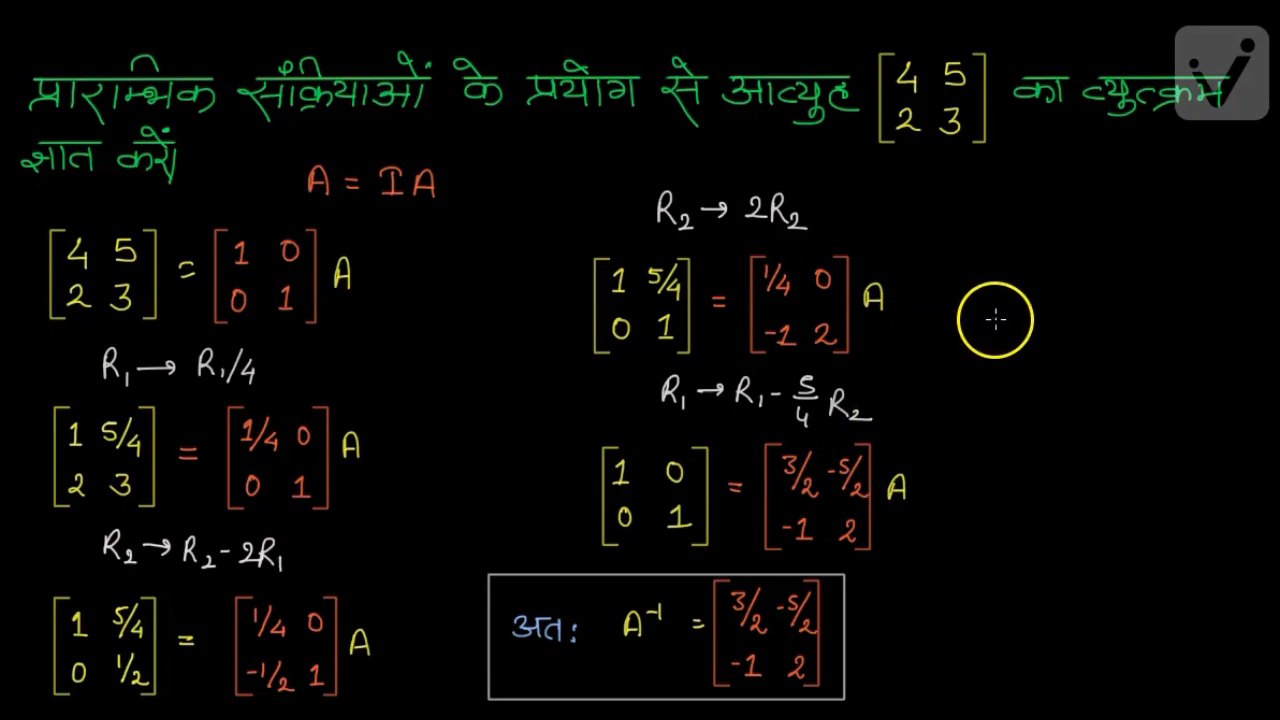 प्रारम्भिक संक्रियाओं के प्रयोग से आव्यूह [4 5; 2 3] का व्युत्क्रम
ज्ञात करें।
A = IA
[4 5; 2 3] = [1 0; 0 1] A
R₁ → R₁/4
[1 5/4; 2 3] = [1/4 0; 0 1] A
R₂ → R₂ - 2R₁
[1 5/4; 0 1/2] = [1/4 0; -1/2 1] A
R₂ → 2R₂
[1 5/4; 0 1] = [1/4 0; -1 2] A
R₁ → R₁ - 5/4 R₂
[1 0; 0 1] = [3/2 -5/2; -1 2] A
अतः A⁻¹ = [3/2 -5/2; -1 2]